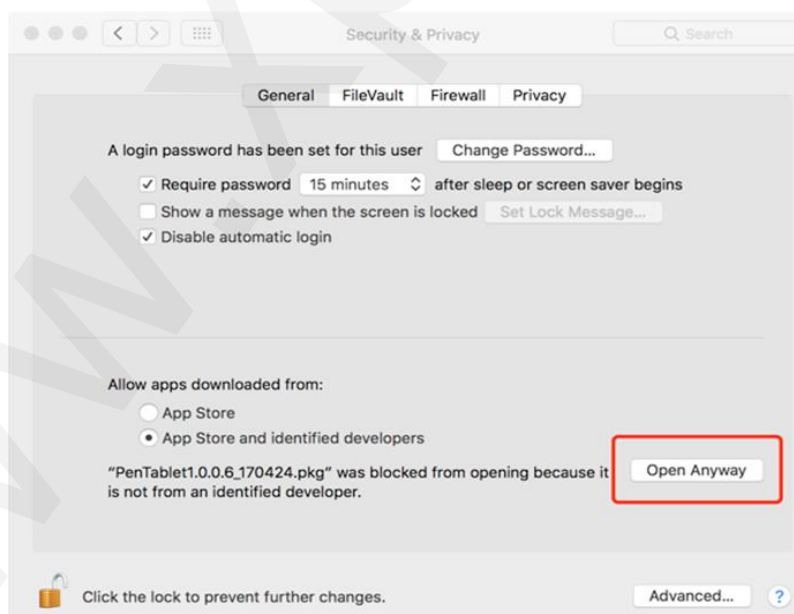 Security & Privacy
Search
General FileVault Firewall Privacy
A login password has been set for this user Change Password...
Require password 15 minutes after sleep or screen saver begins
Show a message when the screen is locked Set Lock Message...
Disable automatic login
Allow apps downloaded from:
App Store
App Store and identified developers
“PenTablet1.0.0.6_170424.pkg” was blocked from opening because it Open Anyway
is not from an identified developer.
Click the lock to prevent further changes. Advanced... ?